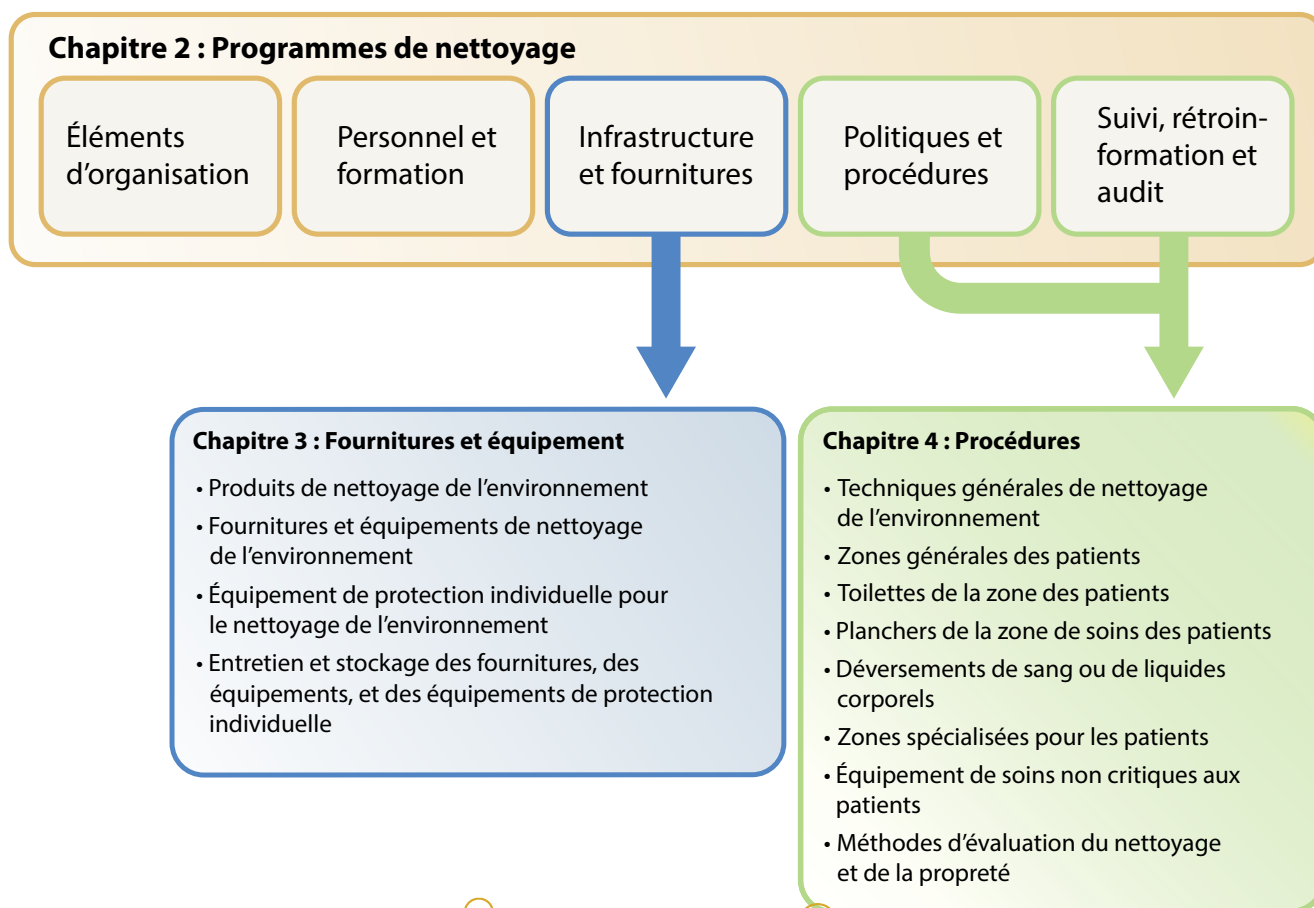 Chapitre 2 : Programmes de nettoyage
Éléments
d'organisation
Personnel et
formation
Infrastructure
et fournitures
Politiques et
procédures
Suivi, rétroin-
formation et
audit
Chapitre 3 : Fournitures et équipement
• Produits de nettoyage de l'environnement
• Fournitures et équipements de nettoyage
de l'environnement
• Équipement de protection individuelle pour
le nettoyage de l'environnement
• Entretien et stockage des fournitures, des
équipements, et des équipements de protection
individuelle
Chapitre 4 : Procédures
• Techniques générales de nettoyage
de l'environnement
• Zones générales des patients
• Toilettes de la zone des patients
• Planchers de la zone de soins des patients
• Déversements de sang ou de liquides
corporels
• Zones spécialisées pour les patients
• Équipement de soins non critiques aux
patients
• Méthodes d'évaluation du nettoyage
et de la propreté